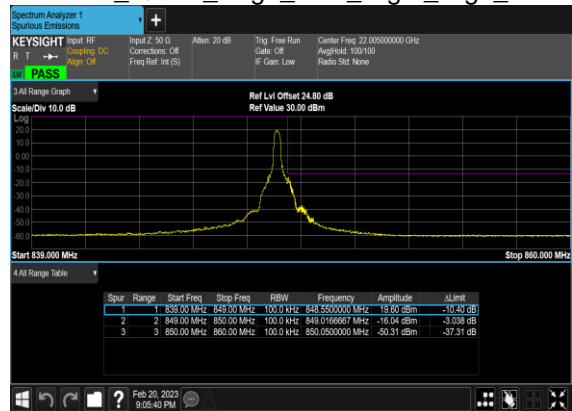 Spectrum Analyzer 1
Spurious Emissions
KEYSIGHT
R T
Input: RF
Coupling: DC
Align: Off
Input Z: 50 Ω
Corrections: Off
Freq Ref: Int (S)
Atten: 20 dB
Trig: Free Run
Gate: Off
IF Gain: Low
Center Freq: 22.005000000 GHz
Avg|Hold: 100/100
Radio Std: None
PASS
3 All Range Graph
Scale/Div 10.0 dB
Ref Lvl Offset 24.80 dB
Ref Value 30.00 dBm
Log
20.0
10.0
0.00
-10.0
-20.0
-30.0
-40.0
-50.0
-60.0
Start 839.000 MHz
Stop 860.000 MHz
4 All Range Table
Spur Range Start Freq Stop Freq RBW Frequency Amplitude ΔLimit
1 1 839.00 MHz 849.00 MHz 100.0 kHz 848.5500000 MHz 19.60 dBm -10.40 dB
2 2 849.00 MHz 850.00 MHz 100.0 kHz 849.0166667 MHz -16.04 dBm -3.038 dB
3 3 850.00 MHz 860.00 MHz 100.0 kHz 850.0500000 MHz -50.31 dBm -37.31 dB
?
Feb 20, 2023
9:05:40 PM